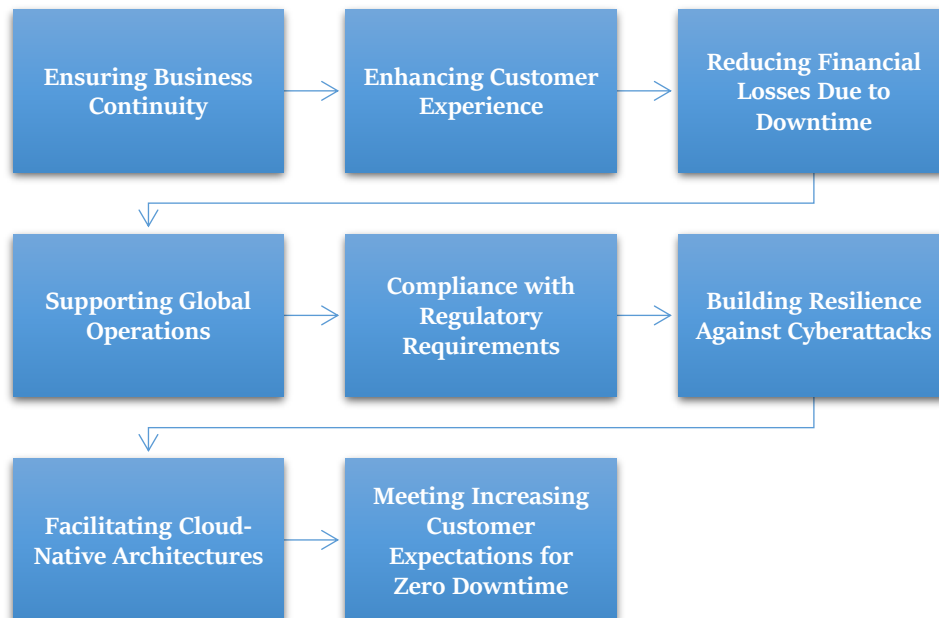 Ensuring Business
Continuity
Enhancing Customer
Experience
Reducing Financial
Losses Due to
Downtime
Supporting Global
Operations
Compliance with
Regulatory
Requirements
Building Resilience
Against Cyberattacks
Facilitating Cloud-
Native Architectures
Meeting Increasing
Customer
Expectations for
Zero Downtime